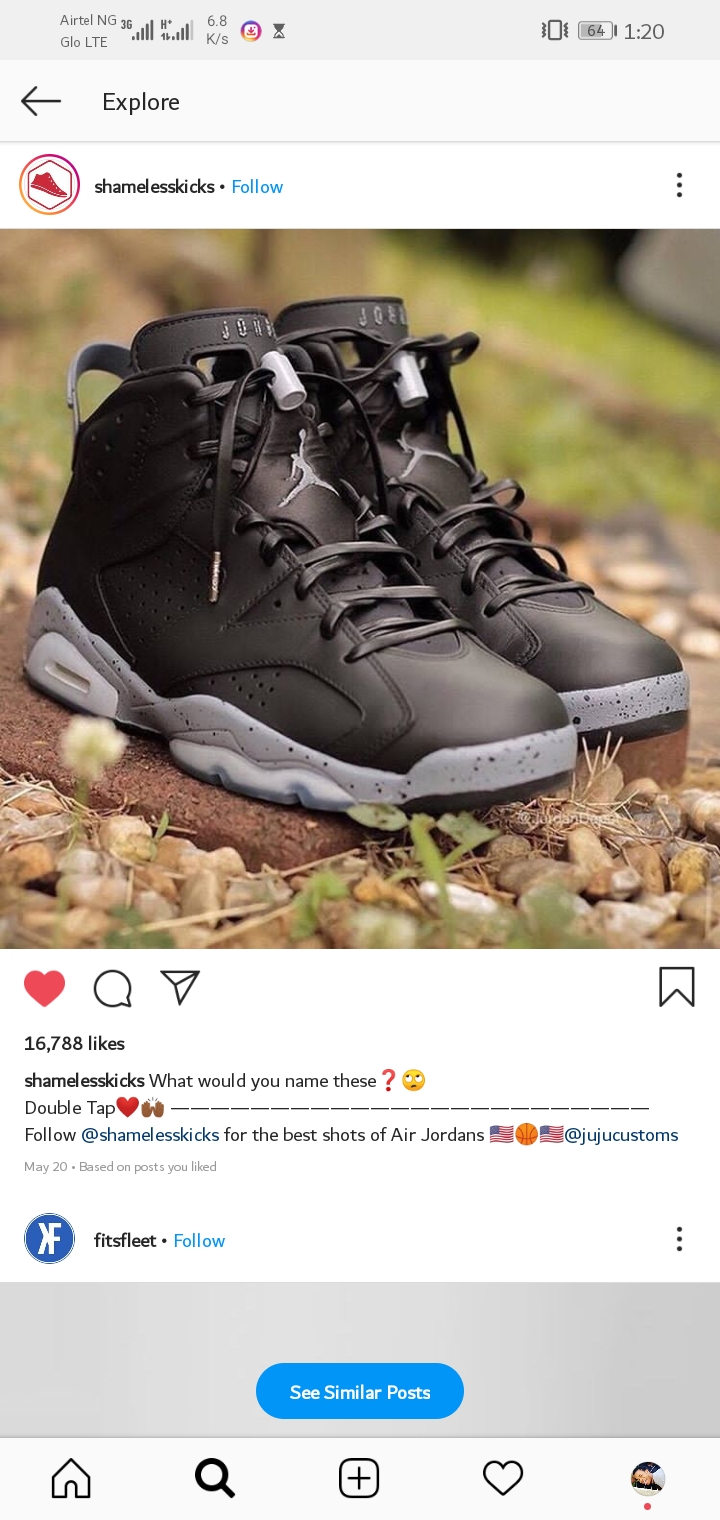 Airtel NG 3G H+ 6.8 K/s 64 1:20
Glo LTE
Explore
shamelesskicks • Follow
JORDAN
16,788 likes
shamelesskicks What would you name these❓🙄
Double Tap❤️🙌🏾 ————————————————————————
Follow @shamelesskicks for the best shots of Air Jordans 🇺🇸🏀🇺🇸@jujucustoms
May 20 • Based on posts you liked
fitsfleet • Follow
See Similar Posts